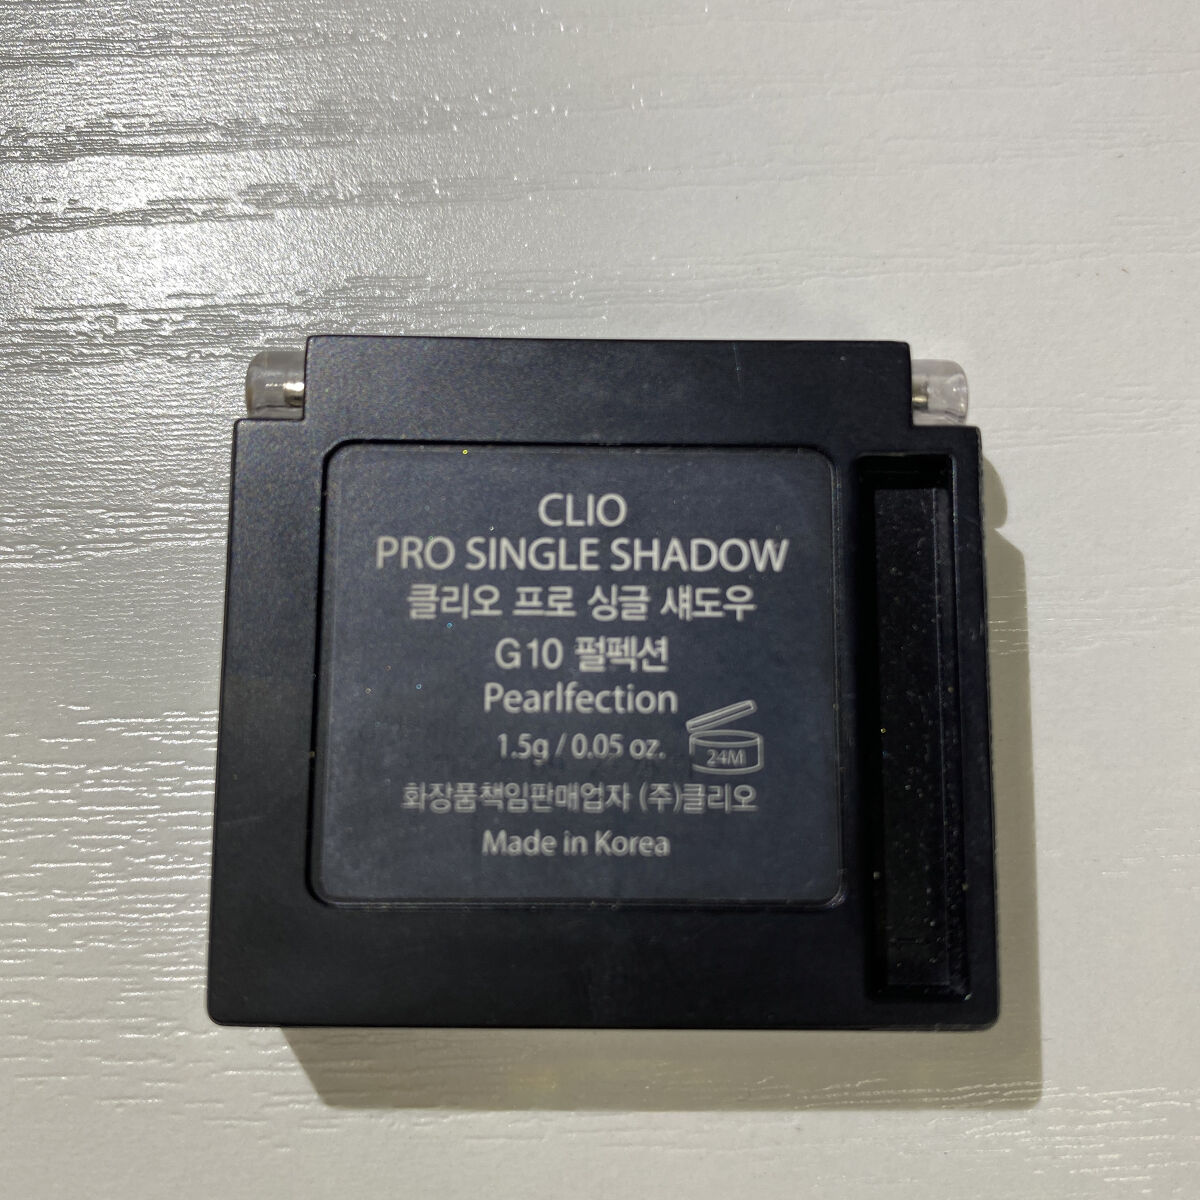 CLIO
PRO SINGLE SHADOW
클리오 프로 싱글 섀도우
G10 펄펙션
Pearlfection
1.5g / 0.05 oz.
24M
화장품책임판매업자 (주)클리오
Made in Korea